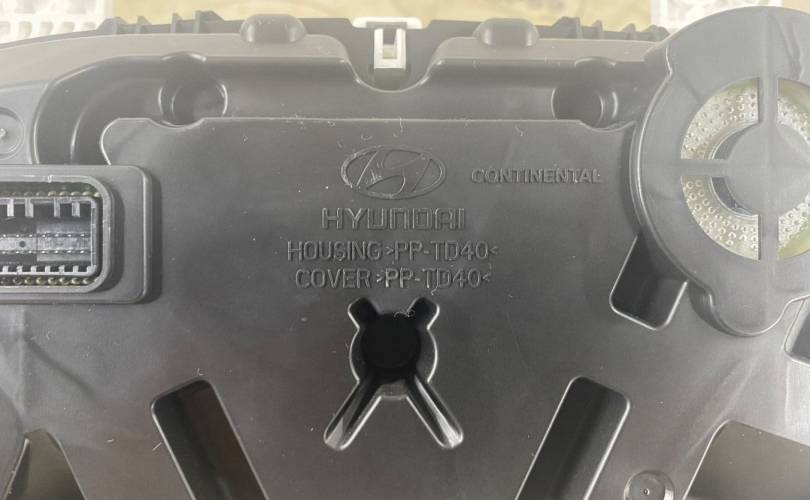 CONTINENTAL
HYUNDAI
HOUSING >PP-TD40<
COVER >PP-TD40<